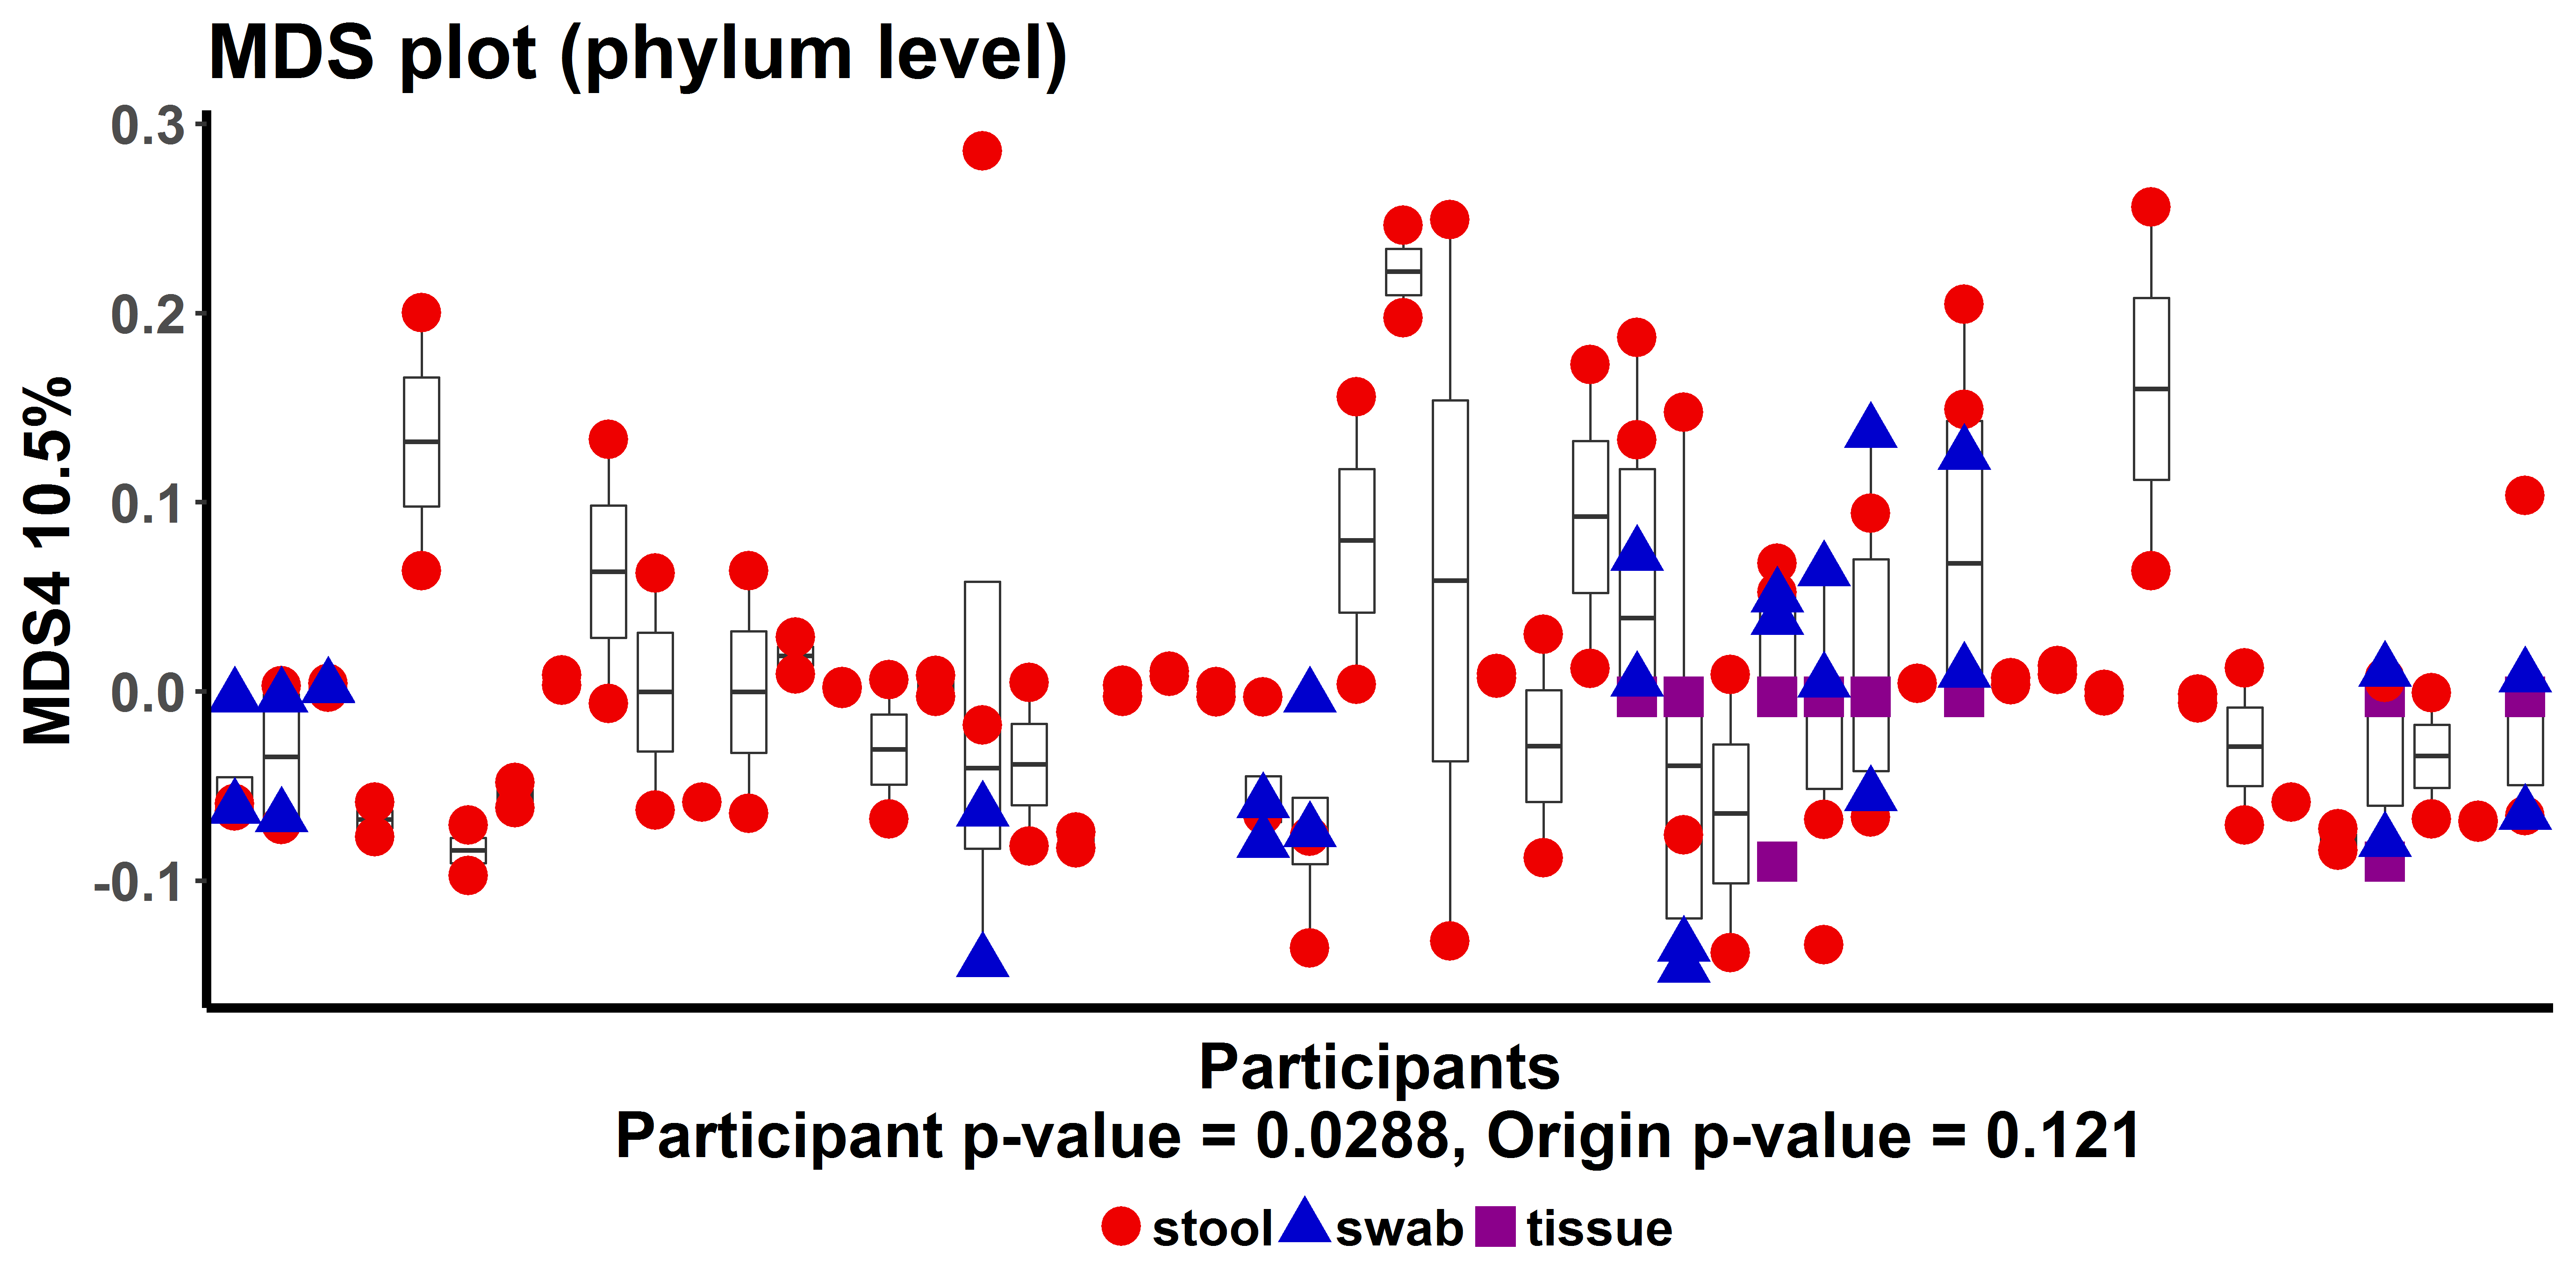 MDS plot (phylum level)
0.3
0.2
0.1
0.0
-0.1
MDS4 10.5%
Participants
Participant p-value = 0.0288, Origin p-value = 0.121
stool swab tissue